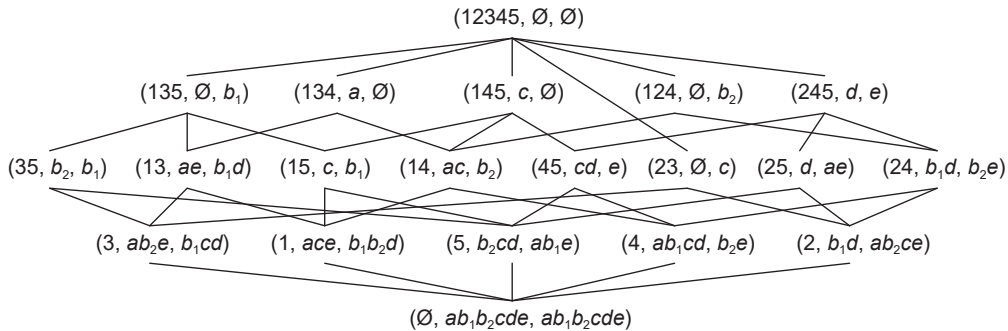 (12345, Ø, Ø)
(135, Ø, b₁) (134, a, Ø) (145, c, Ø) (124, Ø, b₂) (245, d, e)
(35, b₂, b₁) (13, ae, b₁d) (15, c, b₁) (14, ac, b₂) (45, cd, e) (23, Ø, c) (25, d, ae) (24, b₁d, b₂e)
(3, ab₂e, b₁cd) (1, ace, b₁b₂d) (5, b₂cd, ab₁e) (4, ab₁cd, b₂e) (2, b₁d, ab₂ce)
(Ø, ab₁b₂cde, ab₁b₂cde)